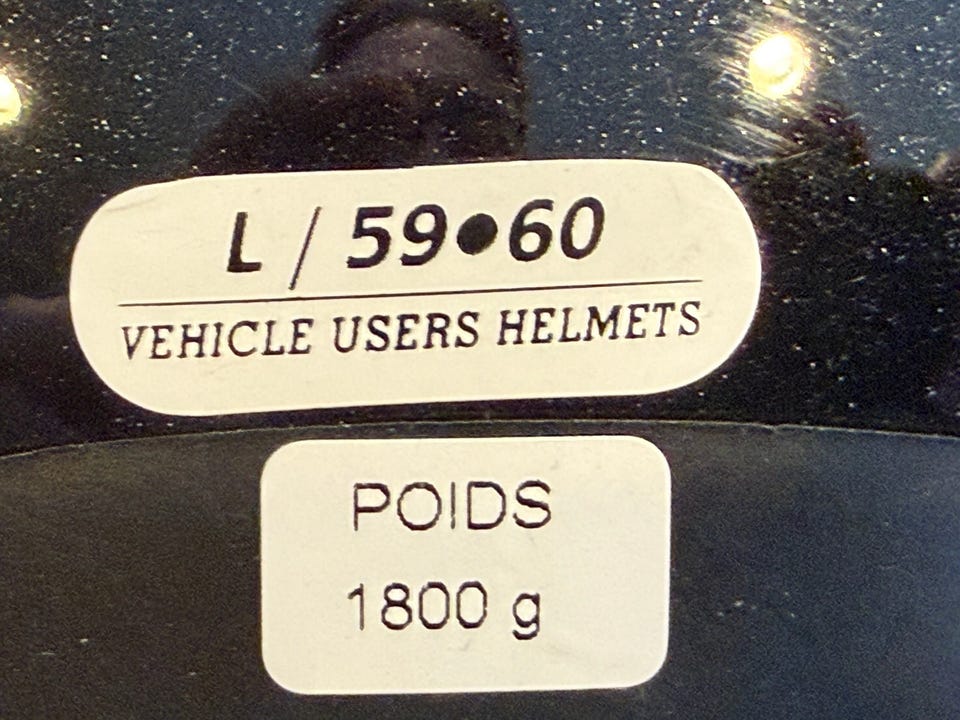 L / 59•60
VEHICLE USERS HELMETS
POIDS
1800 g